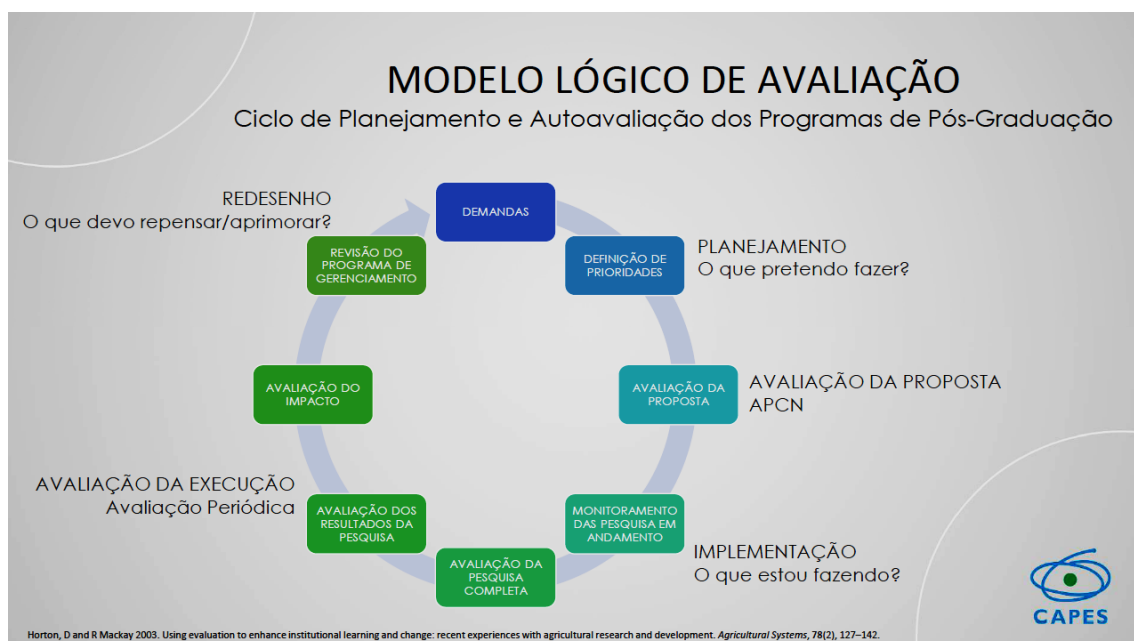 MODELO LÓGICO DE AVALIAÇÃO
Ciclo de Planejamento e Autoavaliação dos Programas de Pós-Graduação
REDESENHO
O que devo repensar/aprimorar?
DEMANDAS
REVISÃO DO
PROGRAMA DE
GERENCIAMENTO
DEFINIÇÃO DE
PRIORIDADES
PLANEJAMENTO
O que pretendo fazer?
AVALIAÇÃO DO
IMPACTO
AVALIAÇÃO DA
PROPOSTA
AVALIAÇÃO DA PROPOSTA
APCN
AVALIAÇÃO DA EXECUÇÃO
Avaliação Periódica
AVALIAÇÃO DOS
RESULTADOS DA
PESQUISA
MONITORAMENTO
DAS PESQUISA EM
ANDAMENTO
IMPLEMENTAÇÃO
O que estou fazendo?
AVALIAÇÃO DA
PESQUISA
COMPLETA
CAPES
Horton, D and R Mackay 2003. Using evaluation to enhance institutional learning and change: recent experiences with agricultural research and development. Agricultural Systems, 78(2), 127–142.